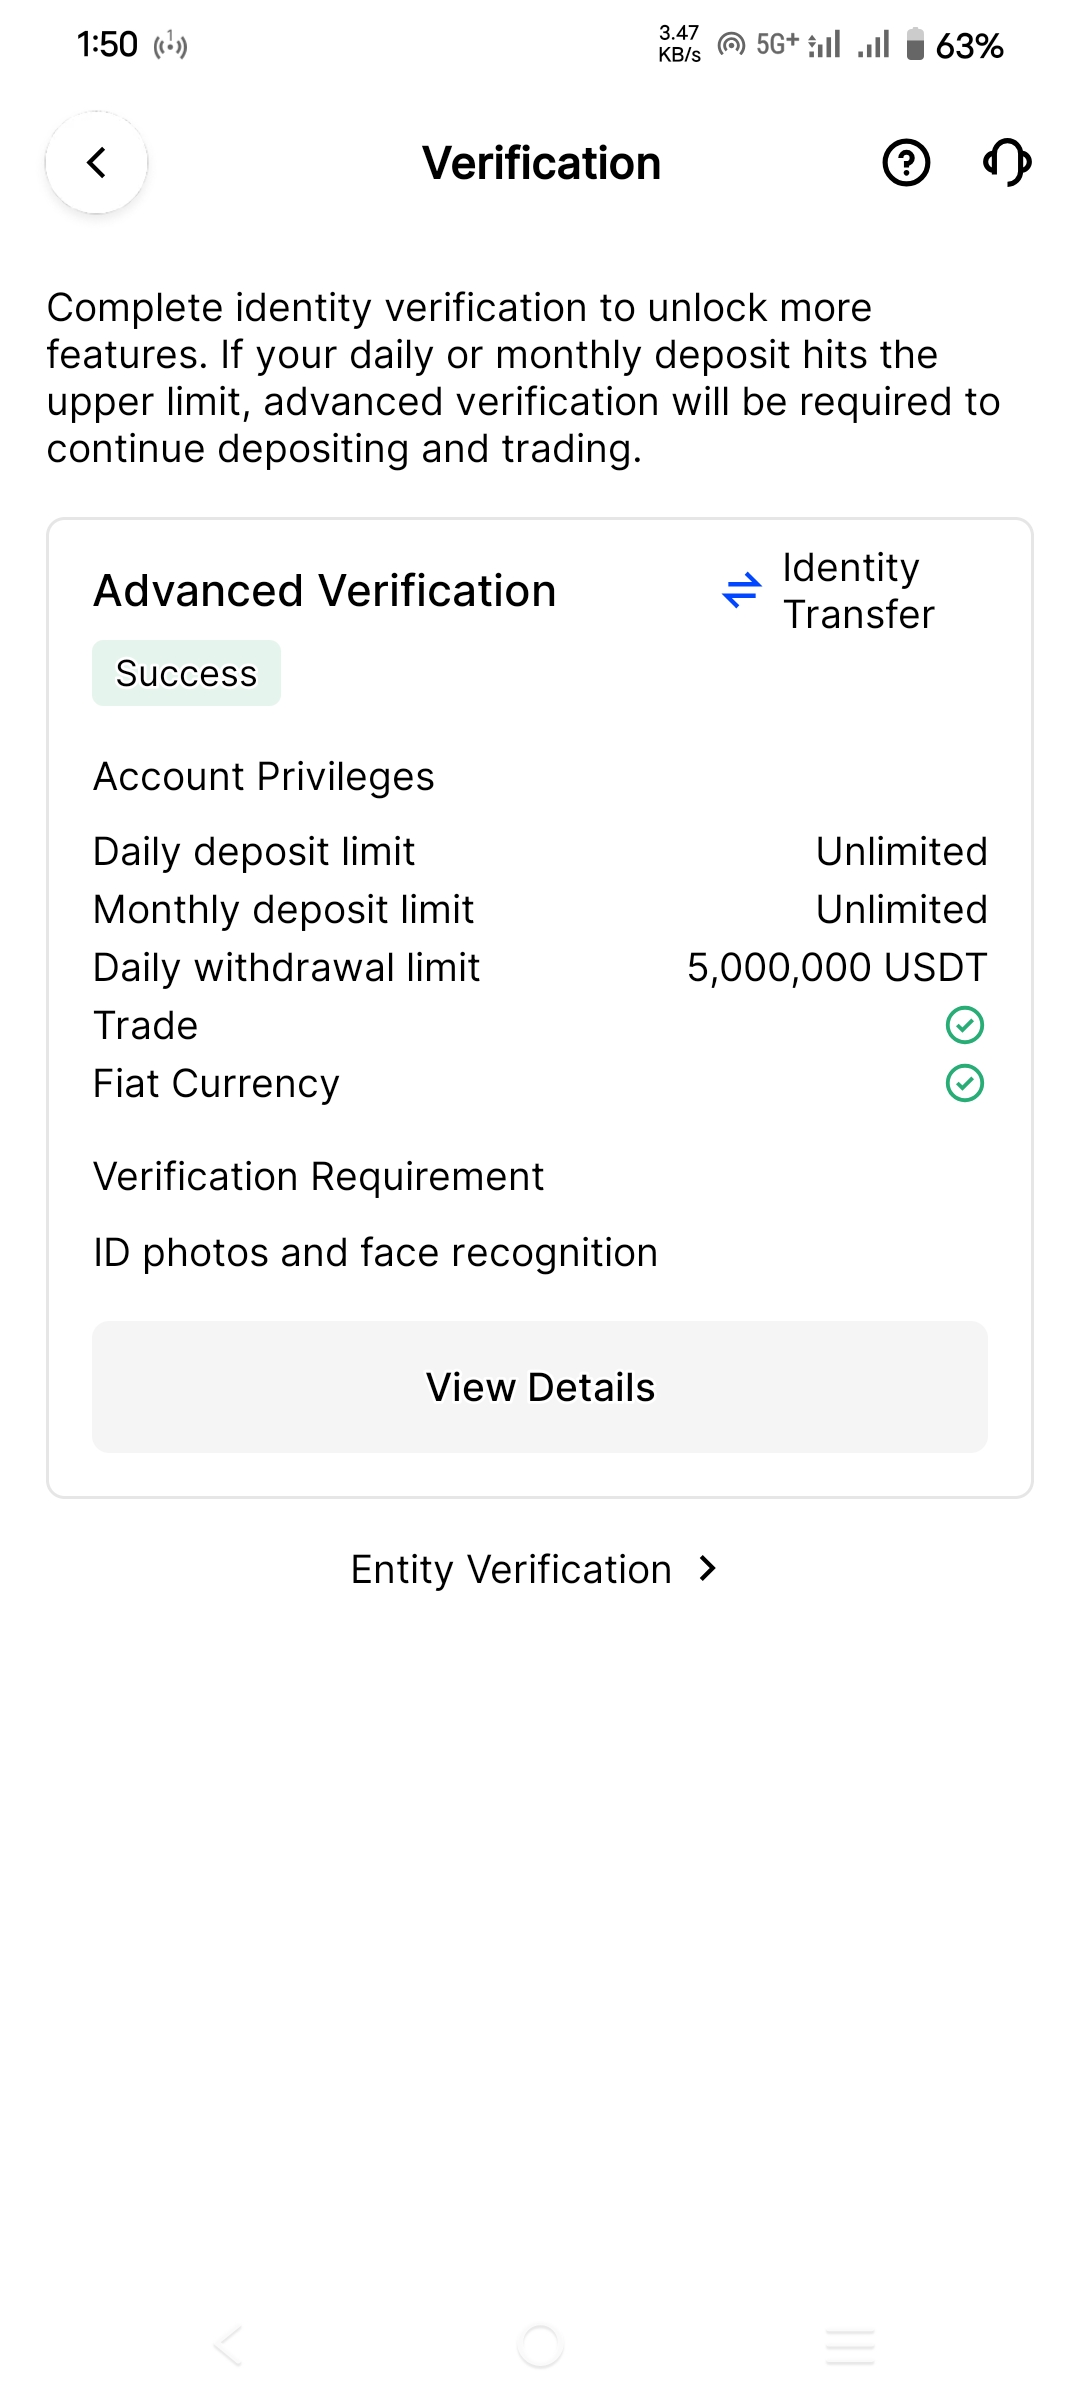 1:50
3.47 KB/s 5G+ 63%
Verification
Complete identity verification to unlock more
features. If your daily or monthly deposit hits the
upper limit, advanced verification will be required to
continue depositing and trading.
Advanced Verification
Identity
Transfer
Success
Account Privileges
Daily deposit limit Unlimited
Monthly deposit limit Unlimited
Daily withdrawal limit 5,000,000 USDT
Trade
Fiat Currency
Verification Requirement
ID photos and face recognition
View Details
Entity Verification